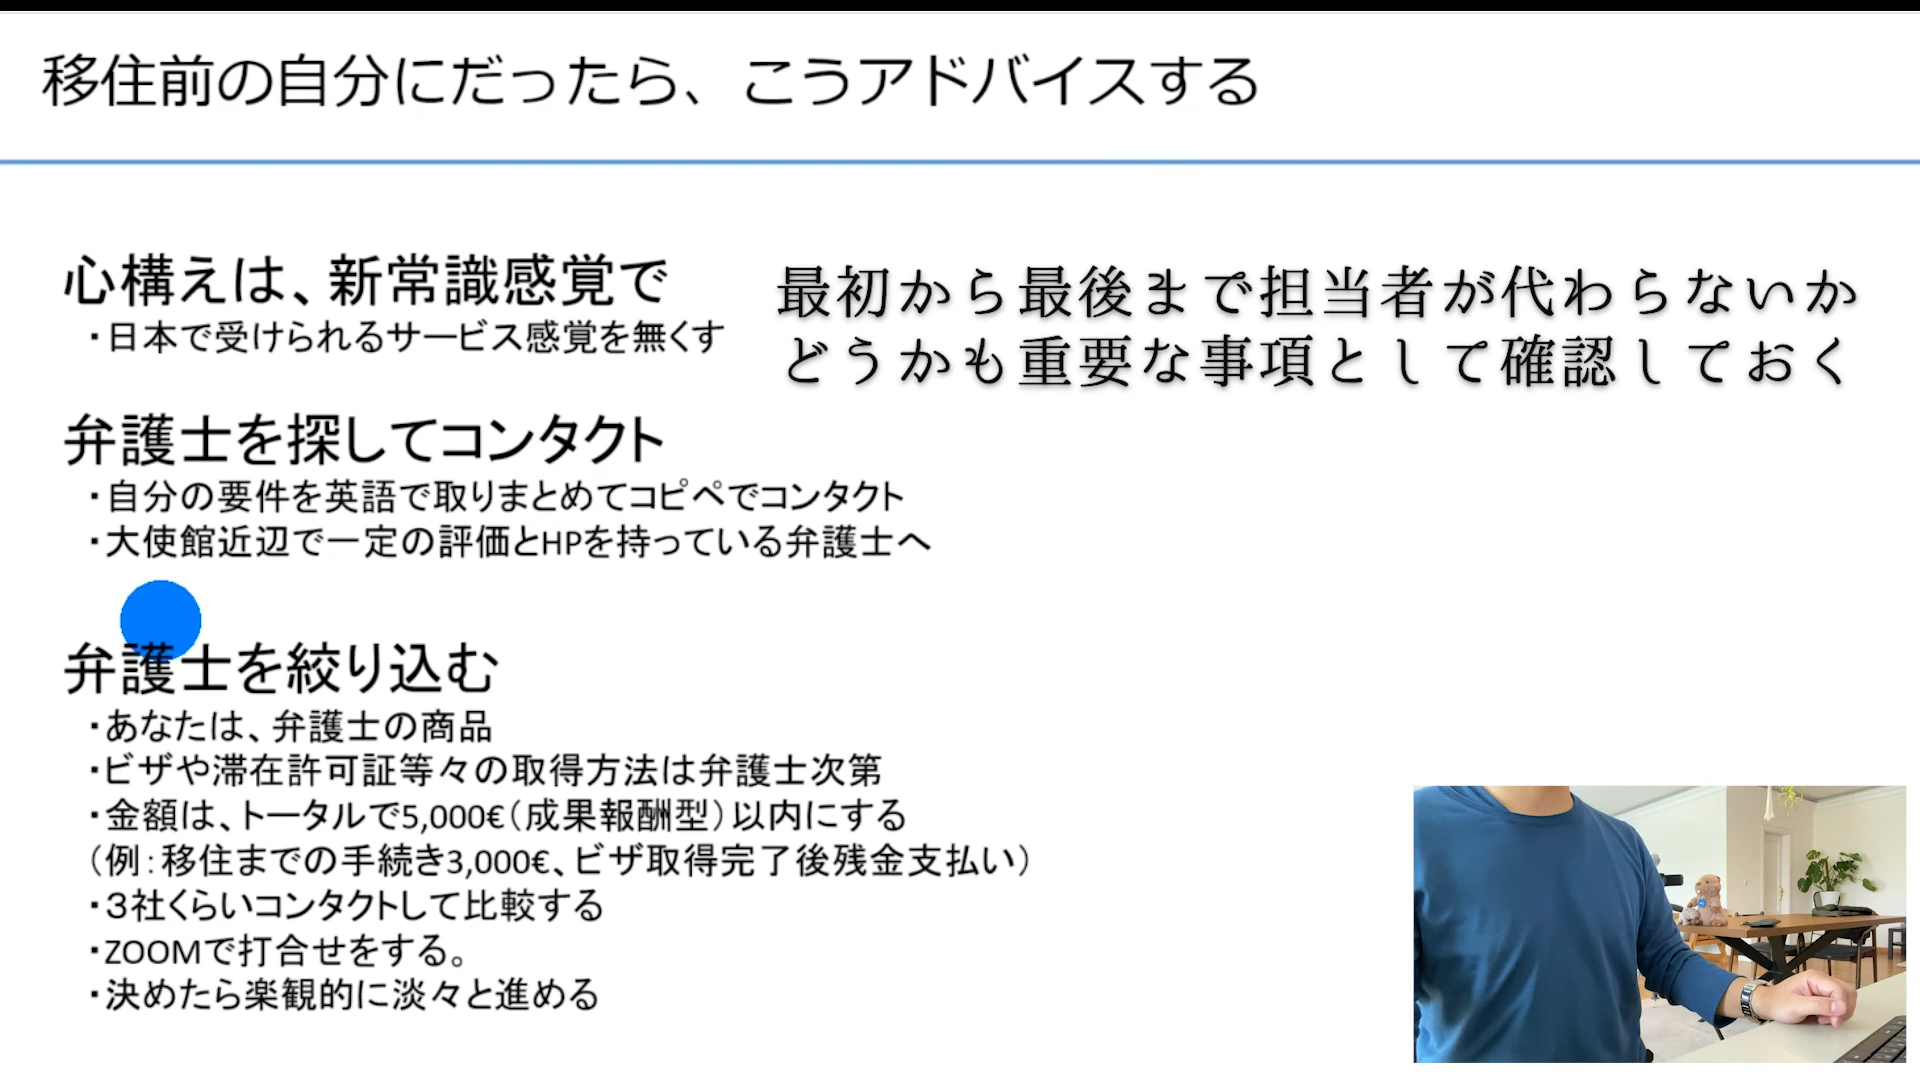 移住前の自分にだったら、こうアドバイスする
心構えは、新常識感覚で
・日本で受けられるサービス感覚を無くす
最初から最後まで担当者が代わらないか
どうかも重要な事項として確認しておく
弁護士を探してコンタクト
・自分の要件を英語で取りまとめてコピペでコンタクト
・大使館近辺で一定の評価とHPを持っている弁護士へ
弁護士を絞り込む
・あなたは、弁護士の商品
・ビザや滞在許可証等々の取得方法は弁護士次第
・金額は、トータルで5,000€（成果報酬型）以内にする
（例：移住までの手続き3,000€、ビザ取得完了後残金支払い）
・３社くらいコンタクトして比較する
・ZOOMで打合せをする。
・決めたら楽観的に淡々と進める